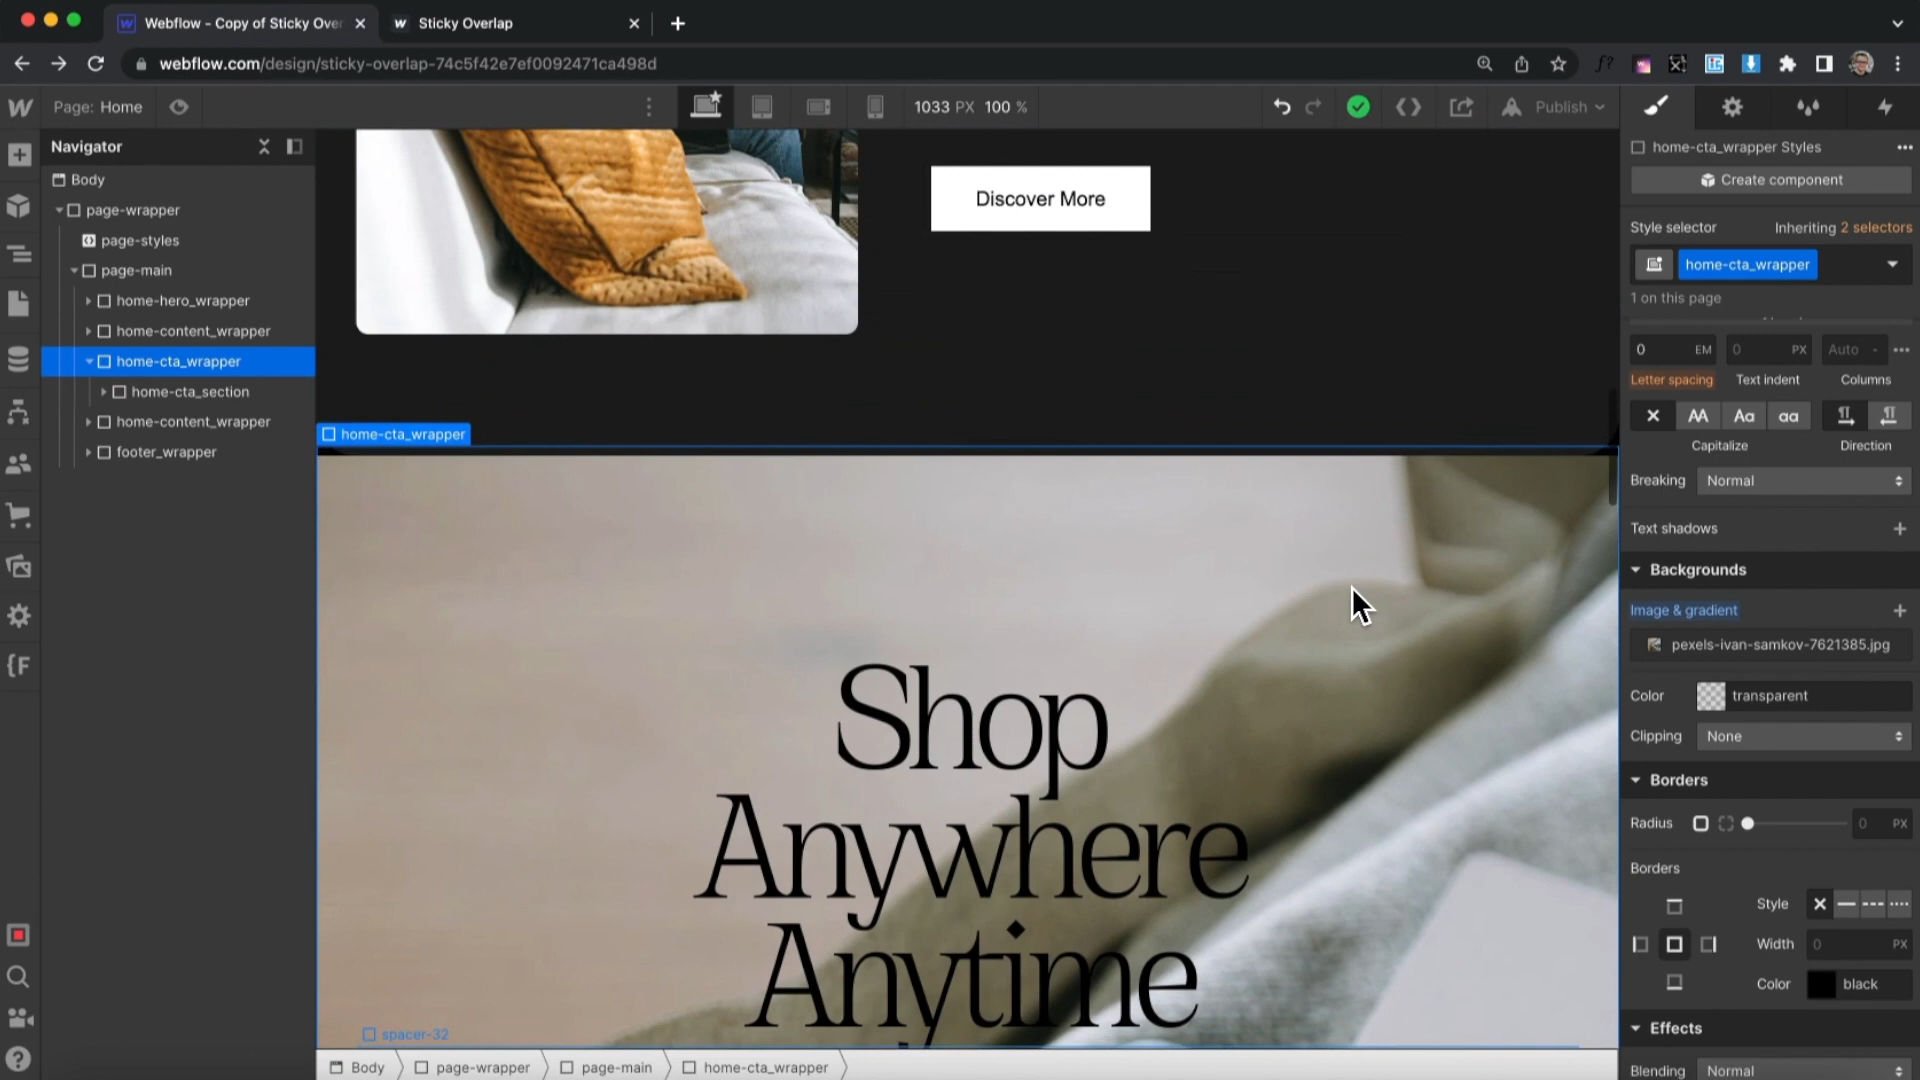 Webflow - Copy of Sticky Over
Sticky Overlap
webflow.com/design/sticky-overlap-74c5f42e7ef0092471ca498d
Page: Home
1033 PX 100 %
Publish
Navigator
Body
page-wrapper
page-styles
page-main
home-hero_wrapper
home-content_wrapper
home-cta_wrapper
home-cta_section
home-content_wrapper
footer_wrapper
Discover More
home-cta_wrapper
Shop
Anywhere
Anytime
spacer-32
Body
page-wrapper
page-main
home-cta_wrapper
home-cta_wrapper Styles
Create component
Style selector
Inheriting 2 selectors
home-cta_wrapper
1 on this page
0 EM
0 PX
Auto -
Letter spacing
Text indent
Columns
AA
Aa
aa
Capitalize
Direction
Breaking
Normal
Text shadows
Backgrounds
Image & gradient
pexels-ivan-samkov-7621385.jpg
Color
transparent
Clipping
None
Borders
Radius
0 PX
Borders
Style
Width
0 PX
Color
black
Effects
Blending
Normal